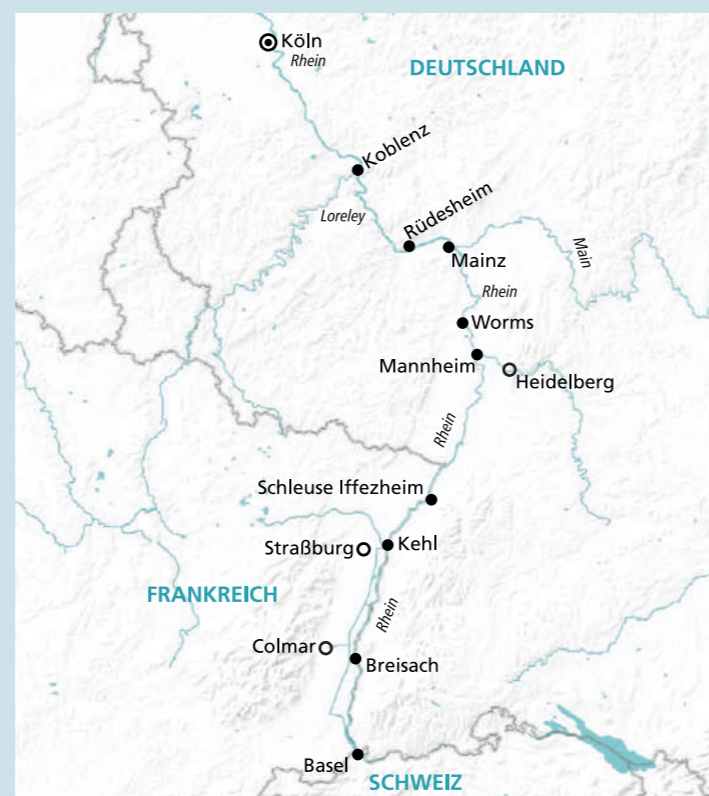 Köln
Rhein
DEUTSCHLAND
Koblenz
Loreley
Rüdesheim
Mainz
Main
Rhein
Worms
Mannheim
Heidelberg
Rhein
Schleuse Iffezheim
Straßburg
Kehl
FRANKREICH
Rhein
Colmar
Breisach
Basel
SCHWEIZ